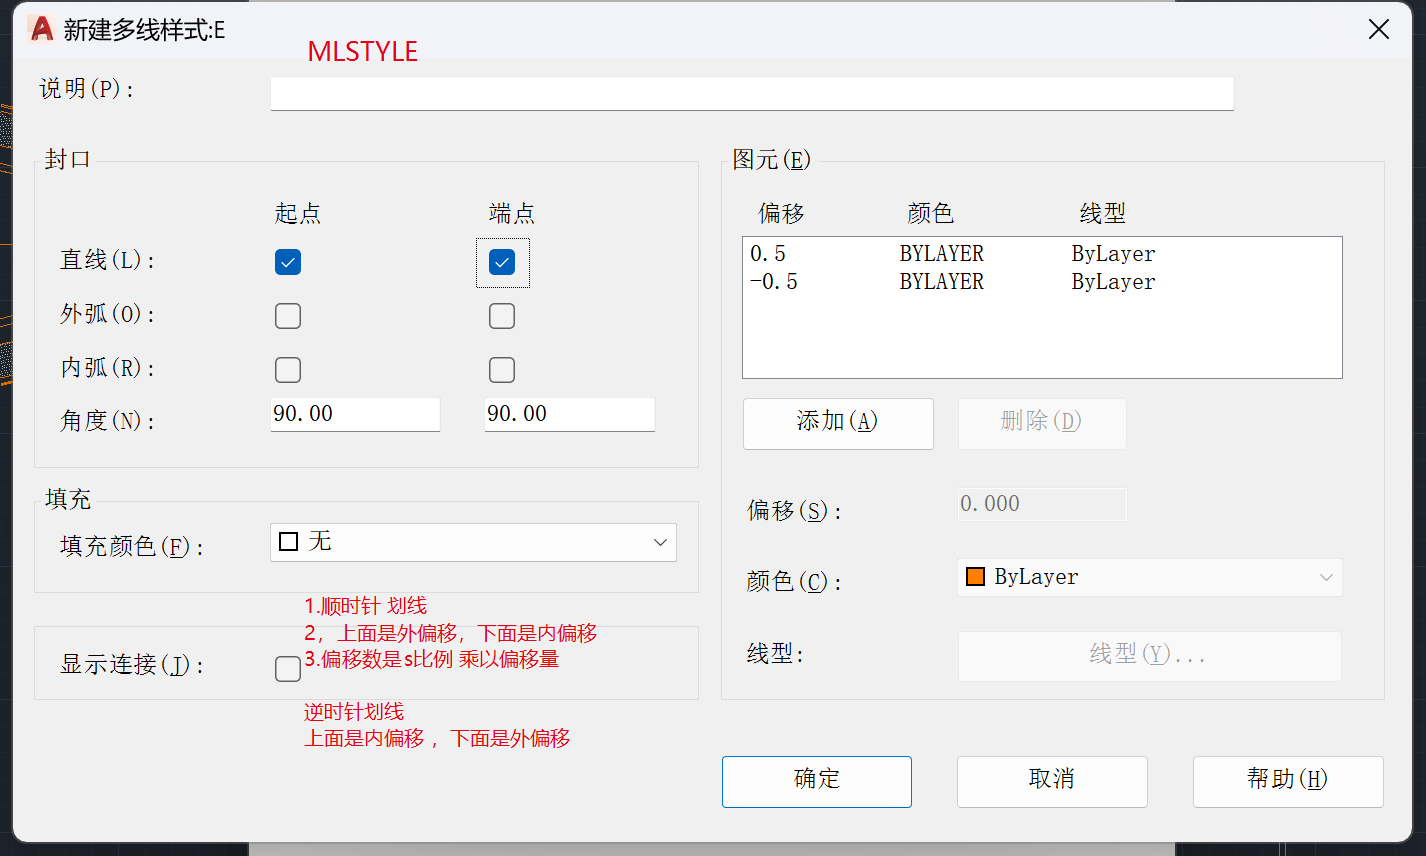 新建多线样式:E
MLSTYLE
说明(P):
封口
起点 端点
直线(L):
外弧(O):
内弧(R):
角度(N): 90.00 90.00
填充
填充颜色(F): 无
1.顺时针 划线
2，上面是外偏移，下面是内偏移
3.偏移数是s比例 乘以偏移量
显示连接(J):
逆时针划线
上面是内偏移 ，下面是外偏移
图元(E)
偏移 颜色 线型
0.5 BYLAYER ByLayer
-0.5 BYLAYER ByLayer
添加(A) 删除(D)
偏移(S): 0.000
颜色(C): ByLayer
线型: 线型(Y)...
确定 取消 帮助(H)